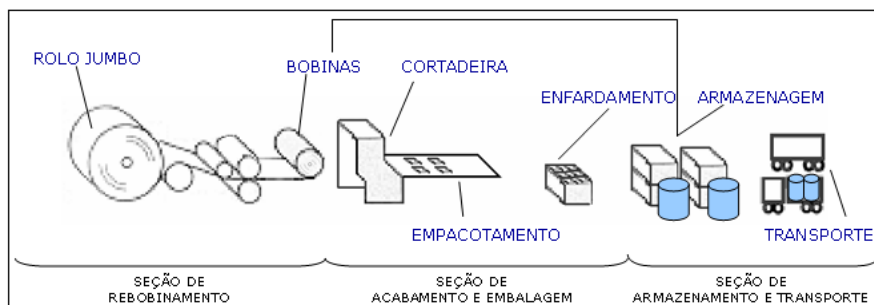 ROLO JUMBO
BOBINAS
CORTADEIRA
ENFARDAMENTO
ARMAZENAGEM
EMPACOTAMENTO
TRANSPORTE
SEÇÃO DE
REBOBINAMENTO
SEÇÃO DE
ACABAMENTO E EMBALAGEM
SEÇÃO DE
ARMAZENAMENTO E TRANSPORTE